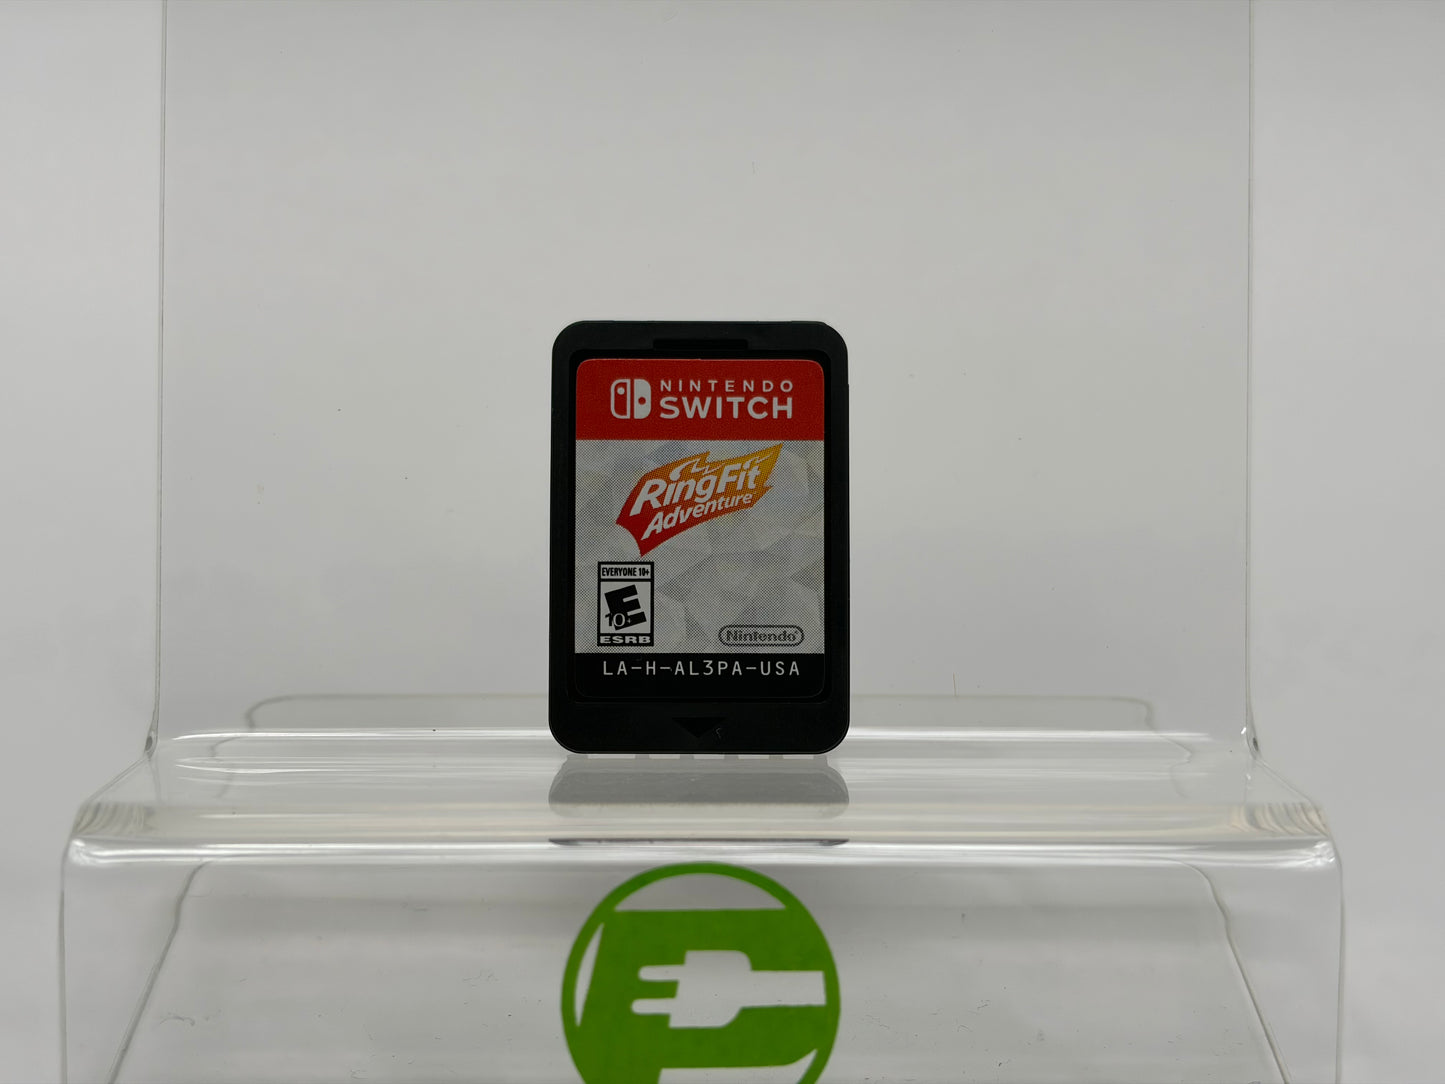 NINTENDO
SWITCH
RingFit
Adventure
EVERYONE 10+
E
10+
ESRB
Nintendo®
LA-H-AL3PA-USA